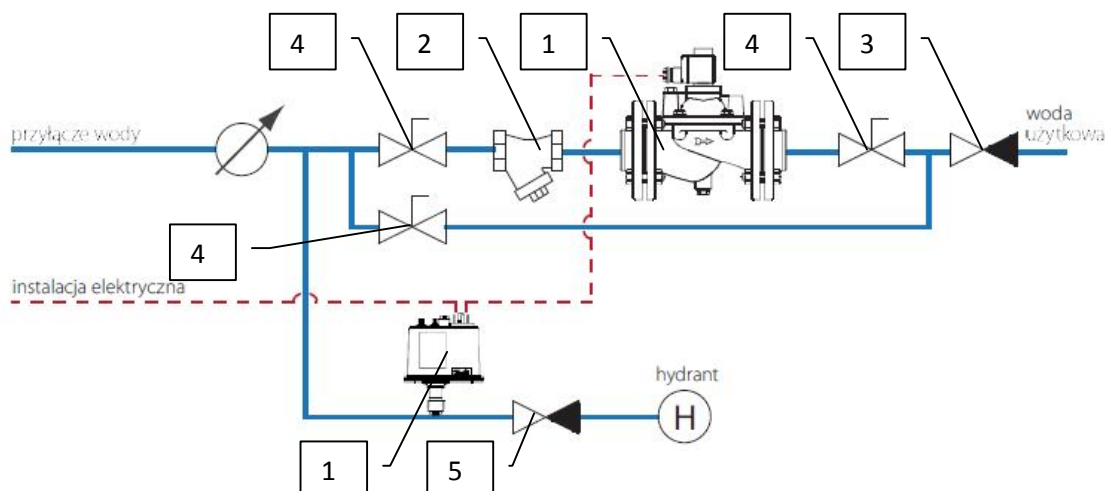 4
2
1
4
3
przyłącze wody
woda
użytkowa
D
4
instalacja elektryczna
hydrant
H
1
5